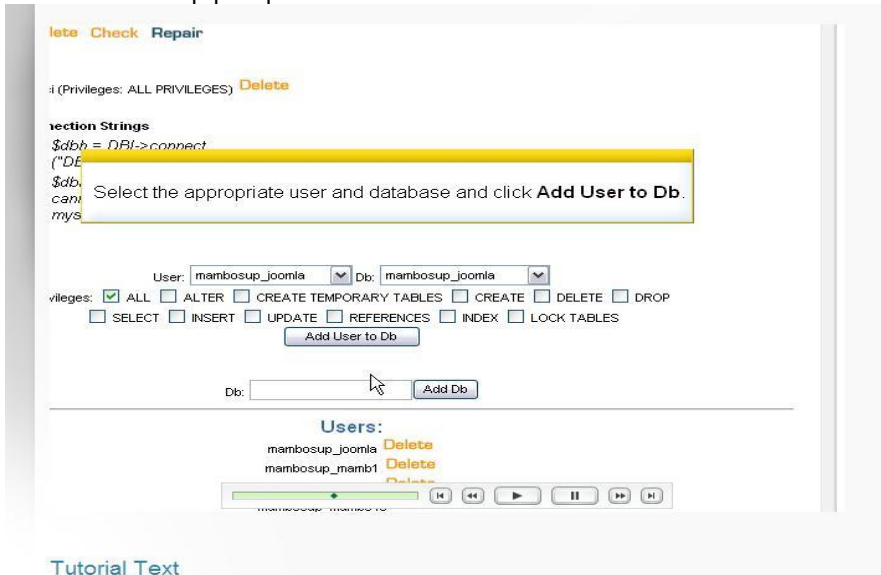 lete Check Repair
i (Privileges: ALL PRIVILEGES) Delete
nection Strings
$dbh = DBI->connect
("DE
$db
can
mys
Select the appropriate user and database and click Add User to Db.
User: mambosup_joomla Db: mambosup_joomla
vileges: ALL ALTER CREATE TEMPORARY TABLES CREATE DELETE DROP
SELECT INSERT UPDATE REFERENCES INDEX LOCK TABLES
Add User to Db
Db: Add Db
Users:
mambosup_joomla Delete
mambosup_mamb1 Delete
Delete
Tutorial Text